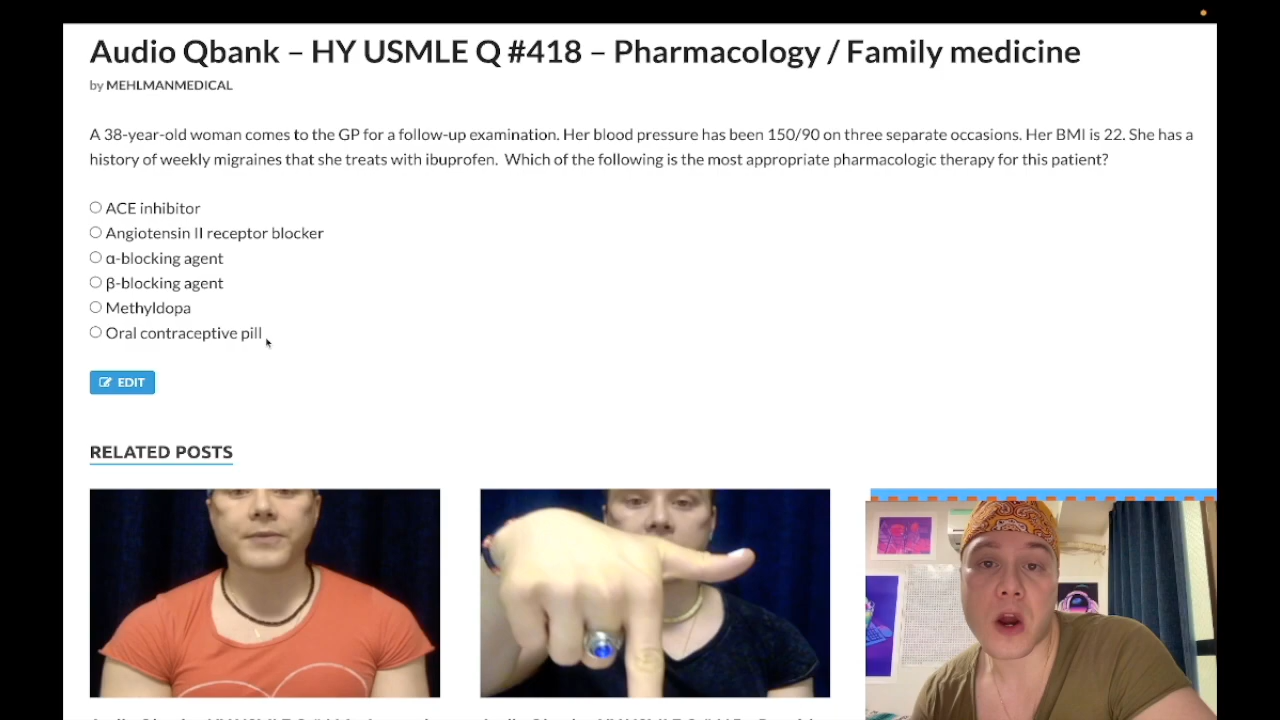 Audio Qbank – HY USMLE Q #418 – Pharmacology / Family medicine
by MEHLMANMEDICAL
A 38-year-old woman comes to the GP for a follow-up examination. Her blood pressure has been 150/90 on three separate occasions. Her BMI is 22. She has a
history of weekly migraines that she treats with ibuprofen.  Which of the following is the most appropriate pharmacologic therapy for this patient?
ACE inhibitor
Angiotensin II receptor blocker
α-blocking agent
β-blocking agent
Methyldopa
Oral contraceptive pill
EDIT
RELATED POSTS